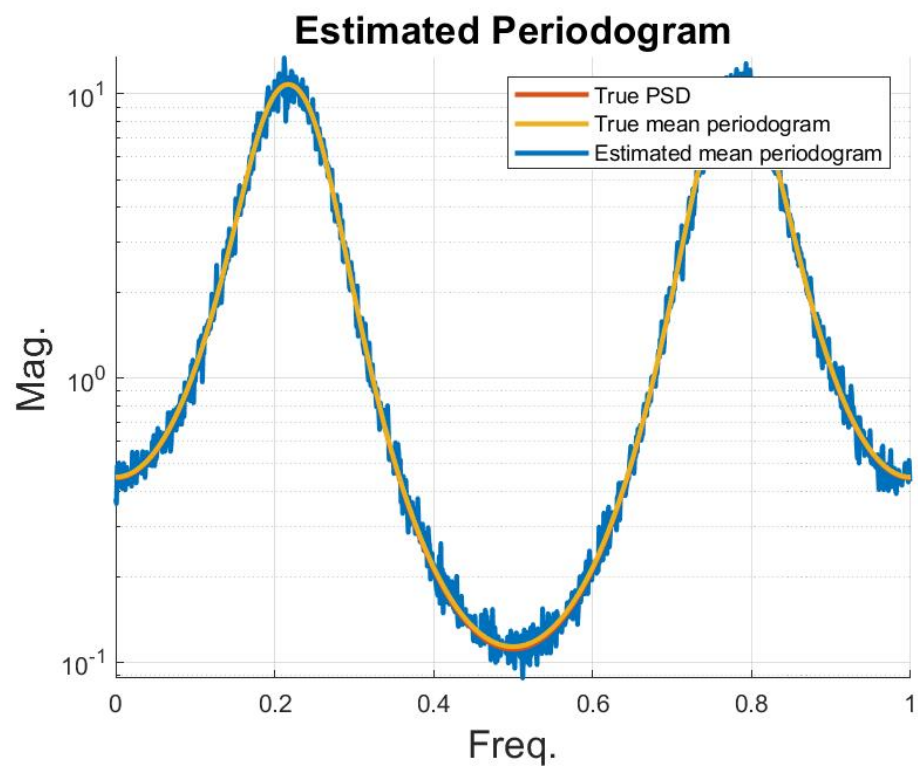 Estimated Periodogram
True PSD
True mean periodogram
Estimated mean periodogram
Mag.
10^1
10^0
10^-1
0 0.2 0.4 0.6 0.8 1
Freq.